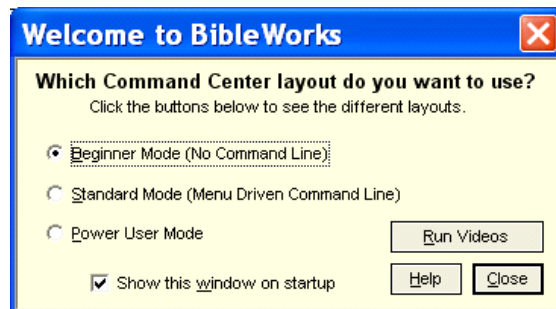 Welcome to BibleWorks
Which Command Center layout do you want to use?
Click the buttons below to see the different layouts.
Beginner Mode (No Command Line)
Standard Mode (Menu Driven Command Line)
Power User Mode
Run Videos
Show this window on startup
Help
Close